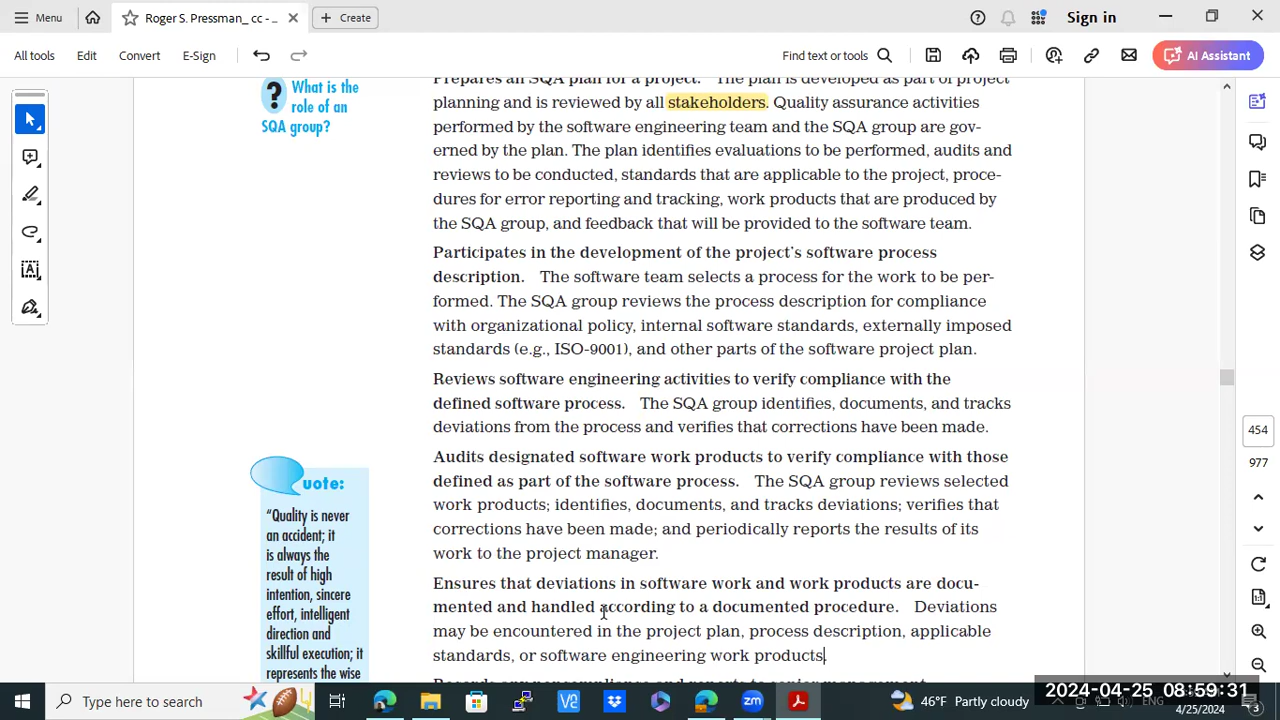 Menu
Roger S. Pressman_ cc - ...
Create
Sign in
All tools
Edit
Convert
E-Sign
Find text or tools
AI Assistant
? What is the
role of an
SQA group?
Prepares an SQA plan for a project. The plan is developed as part of project
planning and is reviewed by all stakeholders. Quality assurance activities
performed by the software engineering team and the SQA group are gov-
erned by the plan. The plan identifies evaluations to be performed, audits and
reviews to be conducted, standards that are applicable to the project, proce-
dures for error reporting and tracking, work products that are produced by
the SQA group, and feedback that will be provided to the software team.
Participates in the development of the project's software process
description. The software team selects a process for the work to be per-
formed. The SQA group reviews the process description for compliance
with organizational policy, internal software standards, externally imposed
standards (e.g., ISO-9001), and other parts of the software project plan.
Reviews software engineering activities to verify compliance with the
defined software process. The SQA group identifies, documents, and tracks
deviations from the process and verifies that corrections have been made.
Audits designated software work products to verify compliance with those
defined as part of the software process. The SQA group reviews selected
work products; identifies, documents, and tracks deviations; verifies that
corrections have been made; and periodically reports the results of its
work to the project manager.
Ensures that deviations in software work and work products are docu-
mented and handled according to a documented procedure. Deviations
may be encountered in the project plan, process description, applicable
standards, or software engineering work products.
Records any noncompliance and reports to senior management.
uote:
“Quality is never
an accident; it
is always the
result of high
intention, sincere
effort, intelligent
direction and
skillful execution; it
represents the wise
454
977
Type here to search
V2
zm
46°F Partly cloudy
2024-04-25 08:59:31
4/25/2024
3